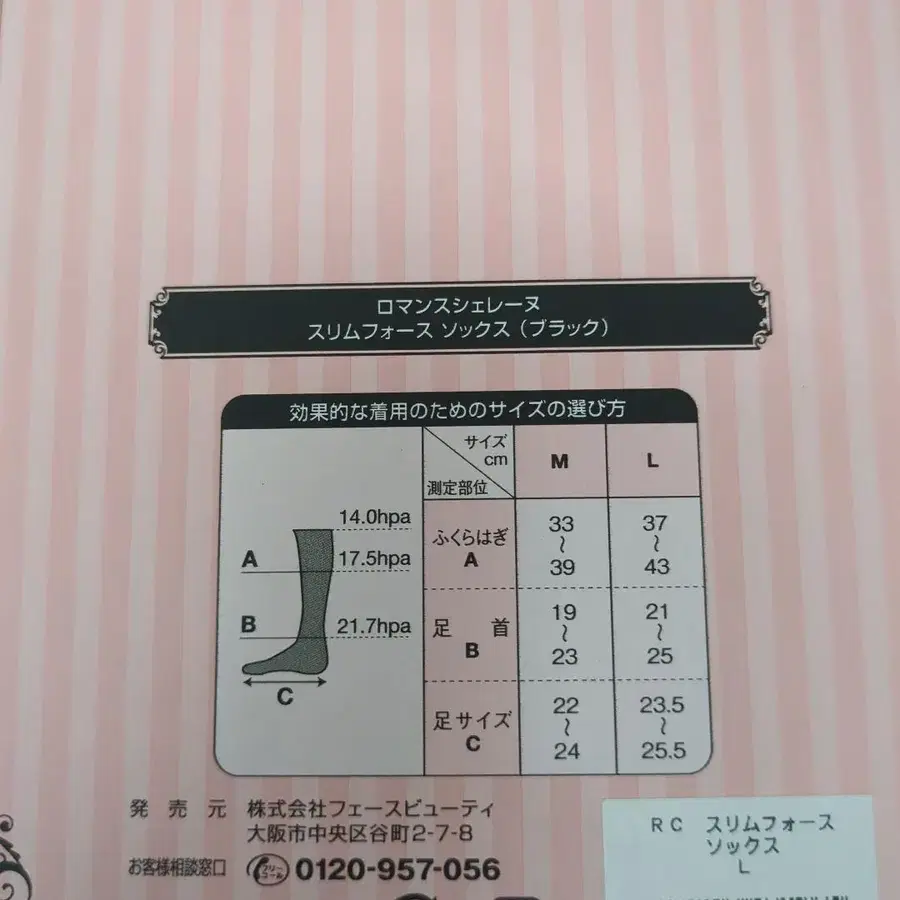 ロマンスシェレーヌ
スリムフォース ソックス（ブラック）
効果的な着用のためのサイズの選び方
サイズ
cm
測定部位
M
L
14.0hpa
A
17.5hpa
B
21.7hpa
C
ふくらはぎ
A
33
〜
39
37
〜
43
足　首
B
19
〜
23
21
〜
25
足サイズ
C
22
〜
24
23.5
〜
25.5
発 売 元　株式会社フェースビューティ
大阪市中央区谷町2-7-8
お客様相談窓口 フリーコール 0120-957-056
RC　スリムフォース
ソックス
L